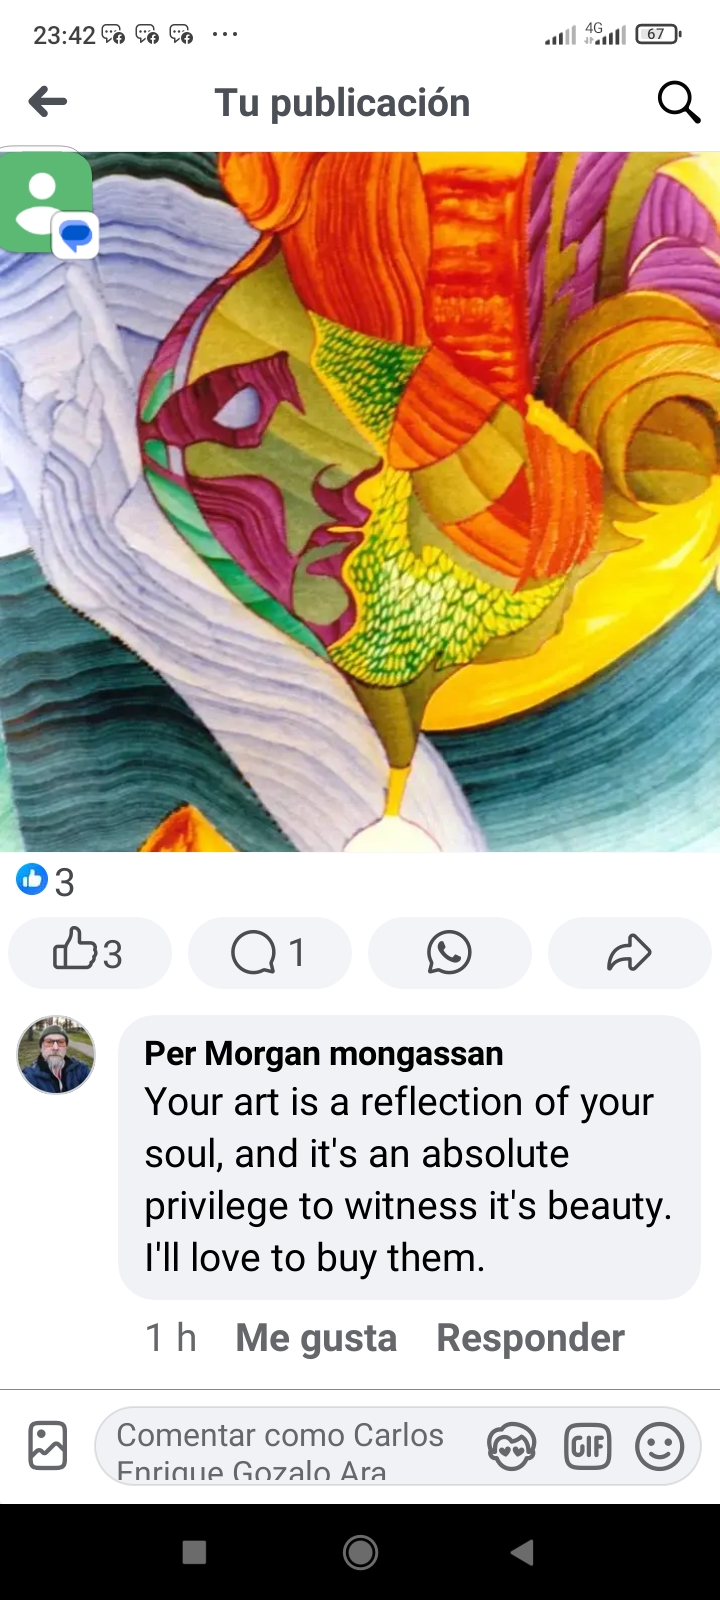 23:42 ... 4G 67
Tu publicación
3
3 1
Per Morgan mongassan
Your art is a reflection of your
soul, and it's an absolute
privilege to witness it's beauty.
I'll love to buy them.
1 h Me gusta Responder
Comentar como Carlos
Enrique Gozalo Ara
GIF